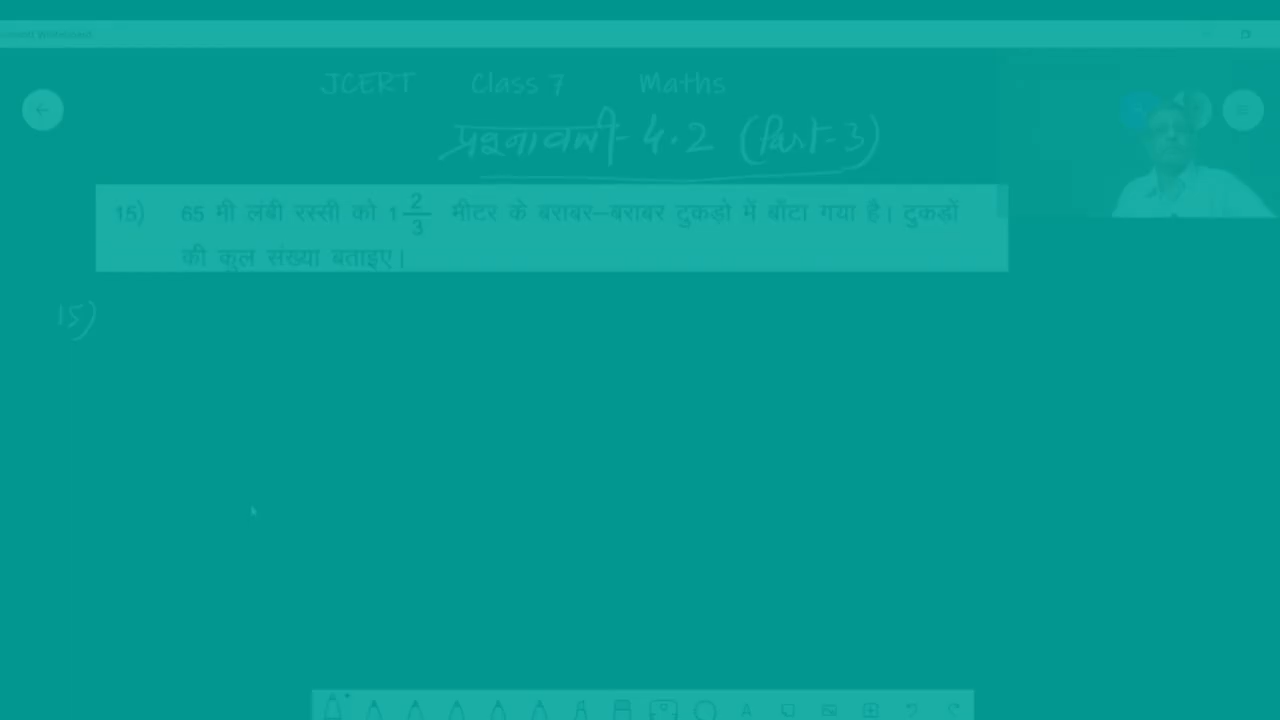 JCERT Class 7 Maths
प्रश्नावली 4.2 (Part-3)
15) 65 मी लंबी रस्सी को 1 2/3 मीटर के बराबर–बराबर टुकडो में बाँटा गया है। टुकड़ों
की कुल संख्या बताइए।
15)